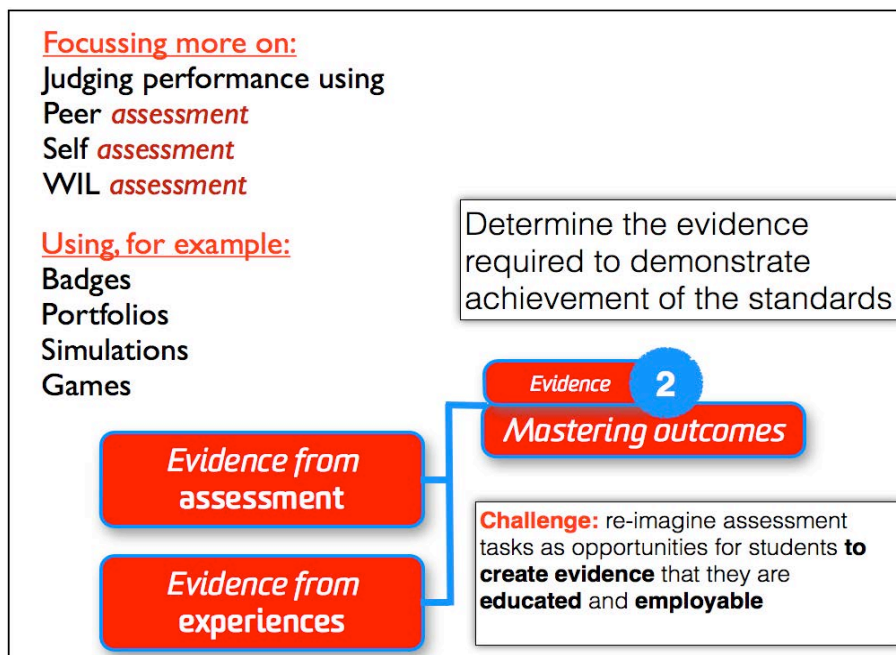 Focussing more on:
Judging performance using
Peer assessment
Self assessment
WIL assessment
Using, for example:
Badges
Portfolios
Simulations
Games
Determine the evidence
required to demonstrate
achievement of the standards
Evidence 2
Mastering outcomes
Evidence from
assessment
Evidence from
experiences
Challenge: re-imagine assessment
tasks as opportunities for students to
create evidence that they are
educated and employable